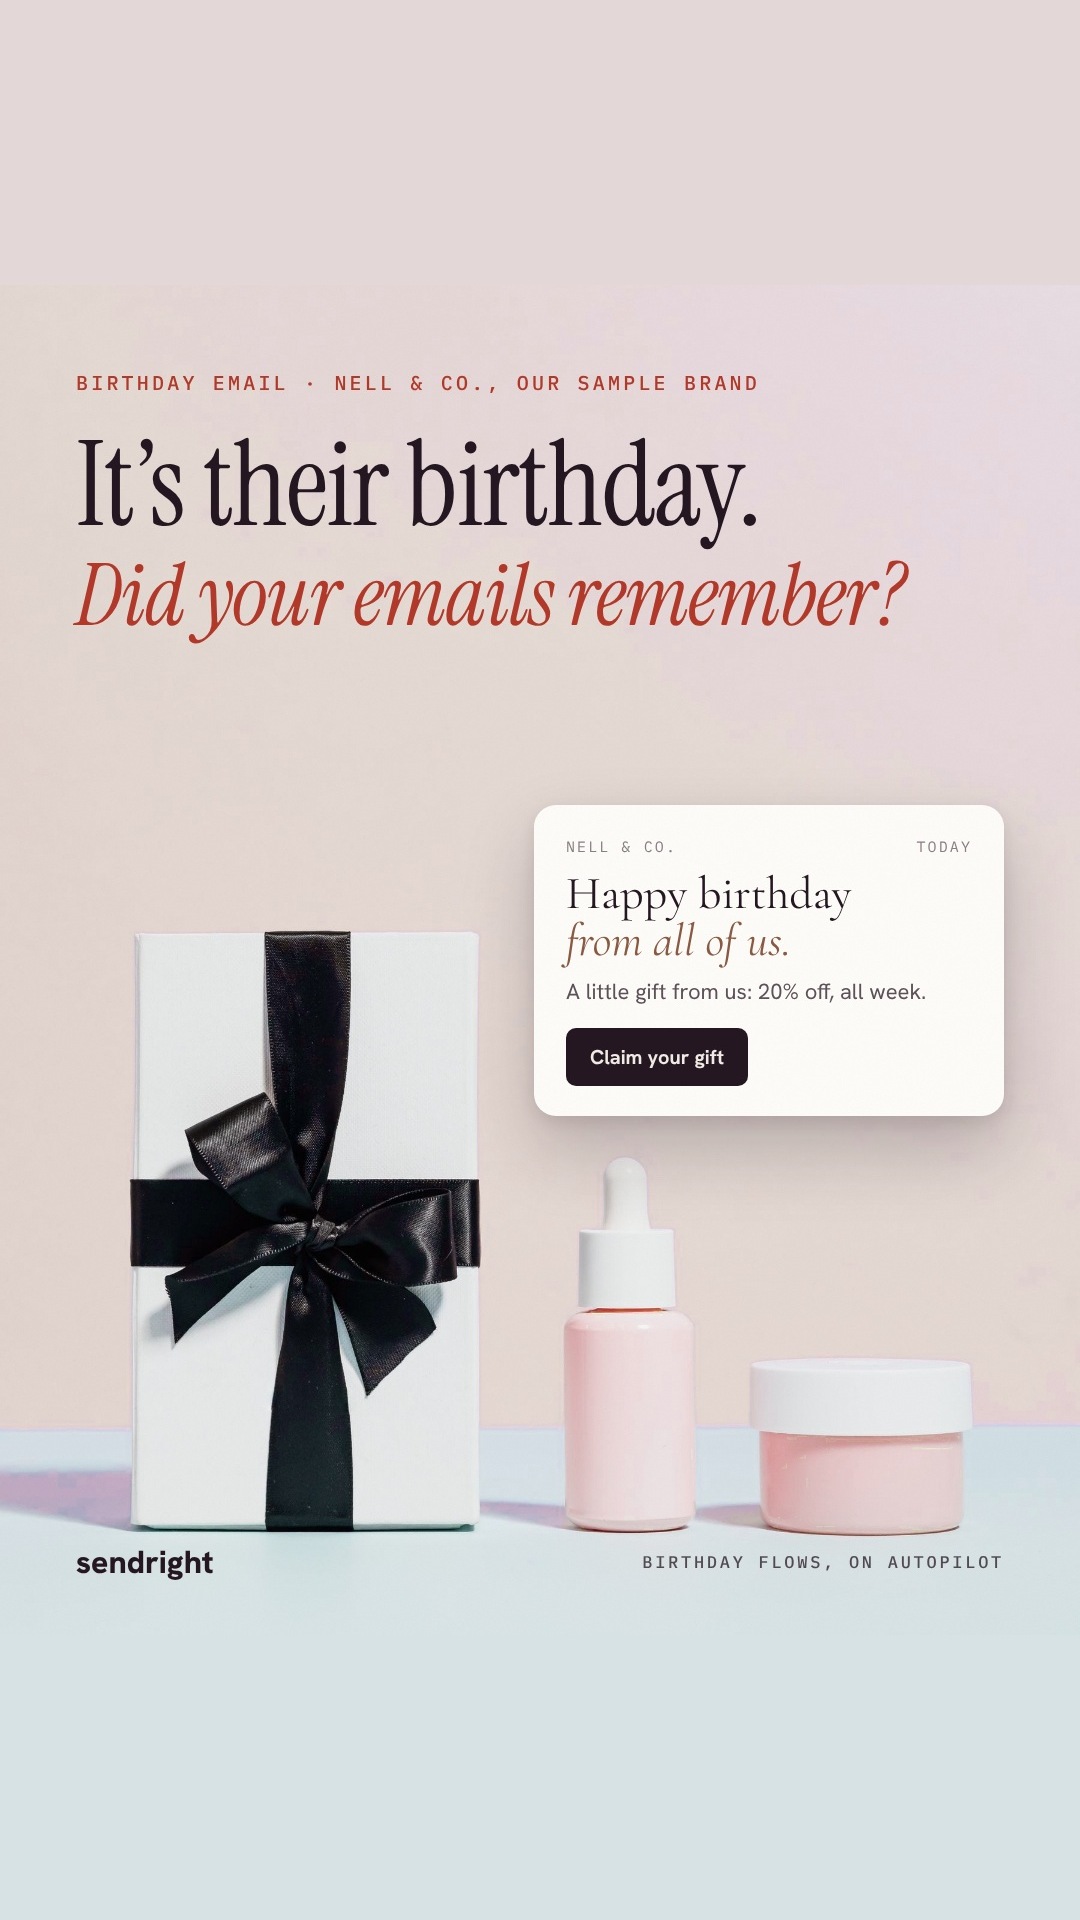 BIRTHDAY EMAIL · NELL & CO., OUR SAMPLE BRAND
It’s their birthday.
Did your emails remember?
NELL & CO.
TODAY
Happy birthday
from all of us.
A little gift from us: 20% off, all week.
Claim your gift
sendright
BIRTHDAY FLOWS, ON AUTOPILOT